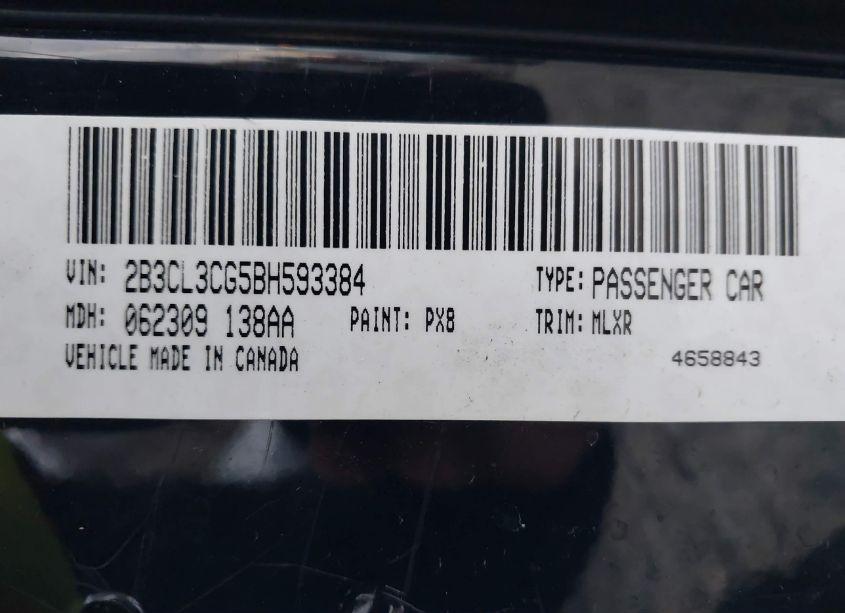 VIN: 2B3CL3CG5BH593384 TYPE: PASSENGER CAR
MDH: 062309 138AA PAINT: PX8 TRIM: MLXR
VEHICLE MADE IN CANADA 4658843